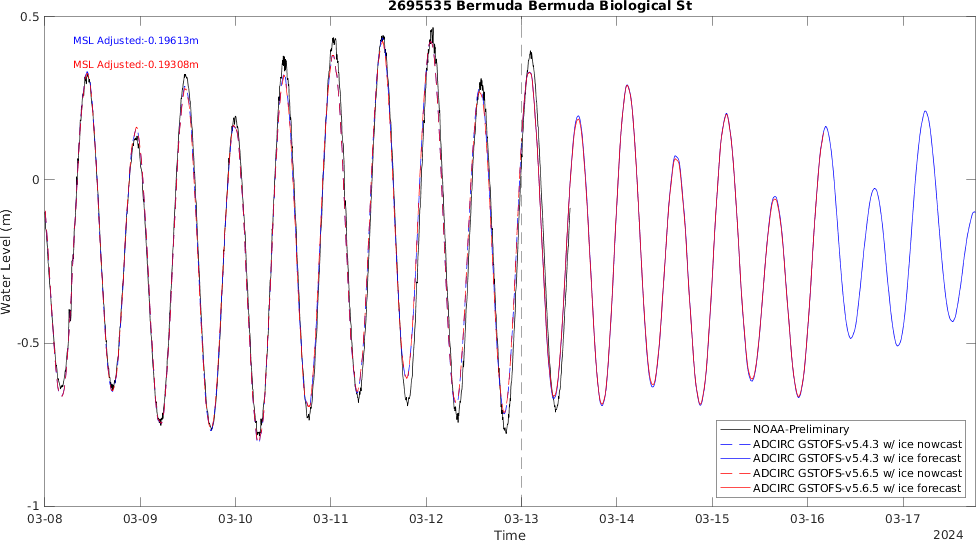 2695535 Bermuda Bermuda Biological St
MSL Adjusted:-0.19613m
MSL Adjusted:-0.19308m
0.5
0
-0.5
-1
Water Level (m)
NOAA-Preliminary
ADCIRC GSTOFS-v5.4.3 w/ ice nowcast
ADCIRC GSTOFS-v5.4.3 w/ ice forecast
ADCIRC GSTOFS-v5.6.5 w/ ice nowcast
ADCIRC GSTOFS-v5.6.5 w/ ice forecast
03-08 03-09 03-10 03-11 03-12 03-13 03-14 03-15 03-16 03-17
Time
2024